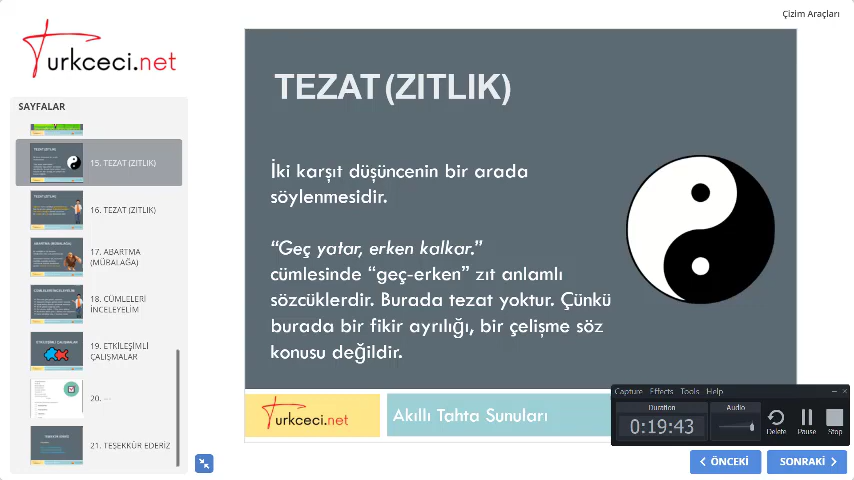 Çizim Araçları
Turkceci.net
SAYFALAR
15. TEZAT (ZITLIK)
16. TEZAT (ZITLIK)
17. ABARTMA
(MÜBALAĞA)
18. CÜMLELERİ
İNCELEYELİM
19. ETKİLEŞİMLİ
ÇALIŞMALAR
20. ---
21. TEŞEKKÜR EDERİZ
TEZAT (ZITLIK)
İki karşıt düşüncenin bir arada
söylenmesidir.
“Geç yatar, erken kalkar.”
cümlesinde “geç-erken” zıt anlamlı
sözcüklerdir. Burada tezat yoktur. Çünkü
burada bir fikir ayrılığı, bir çelişme söz
konusu değildir.
Turkceci.net
Akıllı Tahta Sunuları
Capture Effects Tools Help
Duration
0:19:43
Audio
Delete Pause Stop
ÖNCEKİ
SONRAKİ